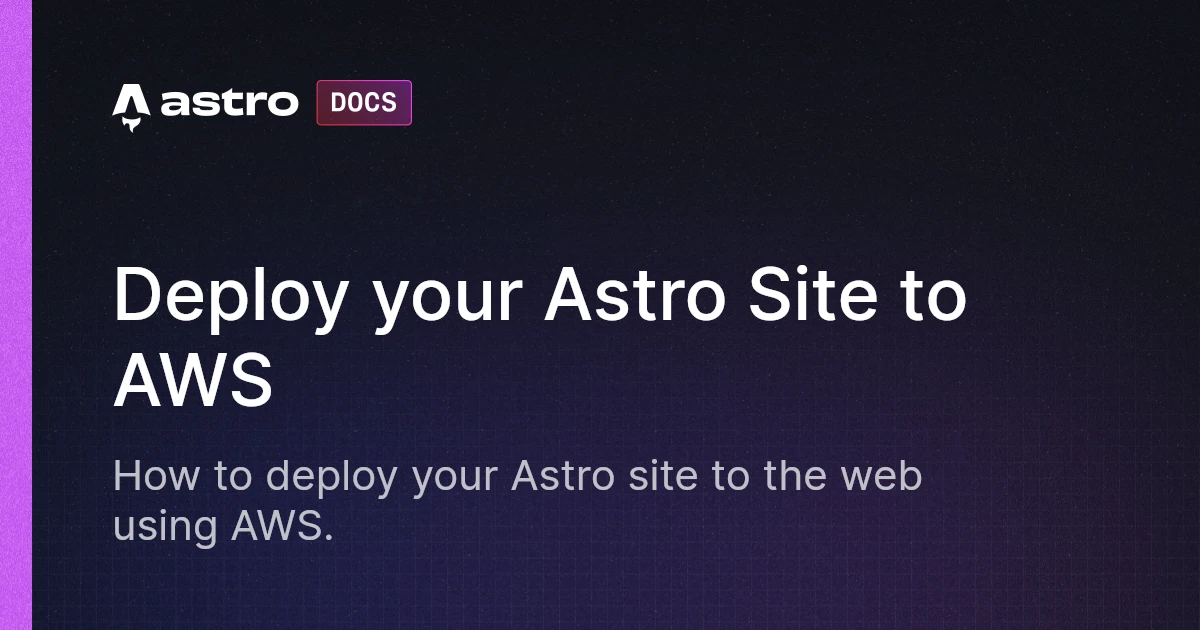 astro DOCS
Deploy your Astro Site to
AWS
How to deploy your Astro site to the web
using AWS.